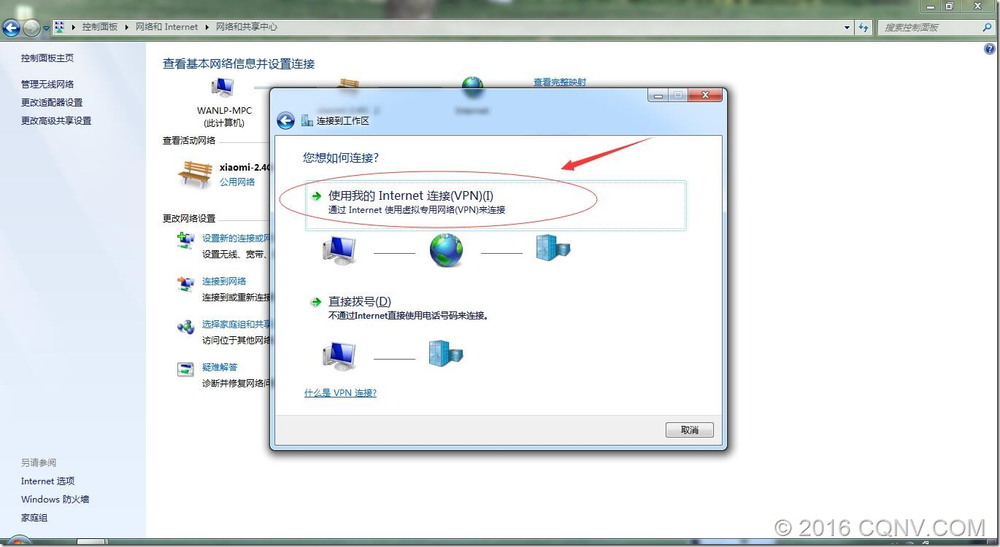 控制面板 网络和 Internet 网络和共享中心
搜索控制面板
控制面板主页
管理无线网络
更改适配器设置
更改高级共享设置
查看基本网络信息并设置连接
查看完整映射
WANLP-MPC
(此计算机)
Internet
查看活动网络
xiaomi-2.4G
公用网络
更改网络设置
设置新的连接或网
设置无线、宽带、
连接到网络
连接到或重新连接
选择家庭组和共享
访问位于其他网络
疑难解答
诊断并修复网络问
连接到工作区
您想如何连接?
使用我的 Internet 连接(VPN)(I)
通过 Internet 使用虚拟专用网络(VPN)来连接
直接拨号(D)
不通过Internet直接使用电话号码来连接。
什么是 VPN 连接?
取消
另请参阅
Internet 选项
Windows 防火墙
家庭组
© 2016 CQNV.COM